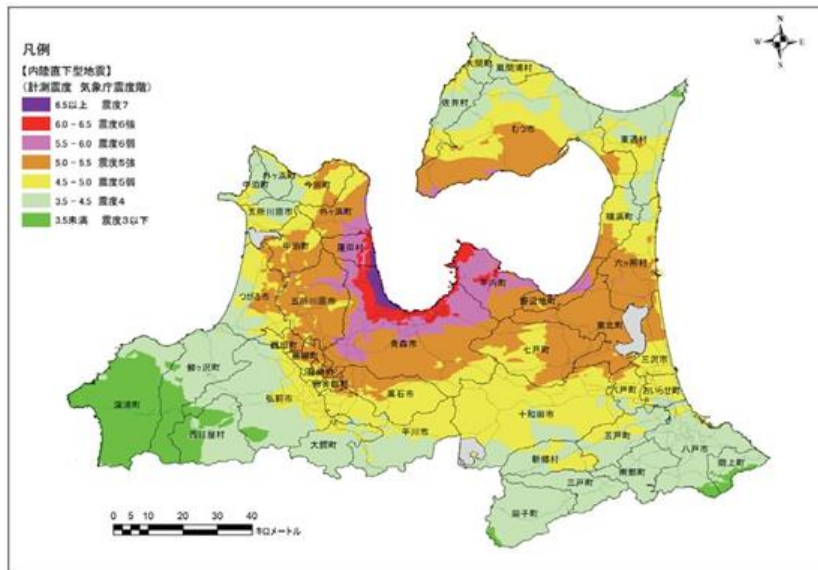 凡例
【内陸直下型地震】
(計測震度 気象庁震度階)
6.5以上 震度7
6.0－6.5 震度6強
5.5－6.0 震度6弱
5.0－5.5 震度5強
4.5－5.0 震度5弱
3.5－4.5 震度4
3.5未満 震度3以下
N
W E
S
大間町
風間浦村
佐井村
むつ市
東通村
外ヶ浜町
中泊町
今別町
五所川原市
外ヶ浜町
横浜町
蓬田村
中泊町
六ヶ所村
平内町
つがる市
五所川原市
野辺地町
東北町
青森市
七戸町
三沢市
鰺ヶ沢町
六戸町
おいらせ町
深浦町
弘前市
黒石市
十和田市
西目屋村
平川市
五戸町
八戸市
大鰐町
新郷村
階上町
南部町
三戸町
田子町
0 5 10 20 30 40
キロメートル